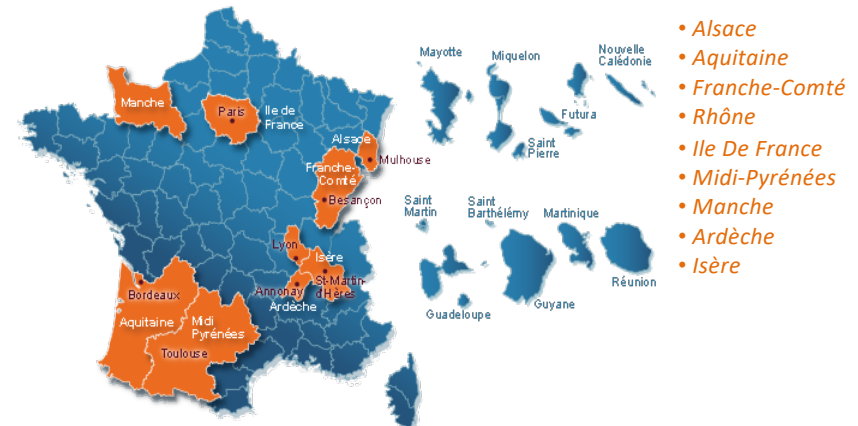 Manche
Paris
Ile de
France
Alsace
Mulhouse
Franche-
Comté
Besançon
Lyon
Isère
St-Martin-
d'Hères
Annonay
Ardèche
Bordeaux
Aquitaine
Midi
Pyrénées
Toulouse
Mayotte
Miquelon
Nouvelle
Calédonie
Futura
Saint
Pierre
Saint
Martin
Saint
Barthélémy
Martinique
Guadeloupe
Guyane
Réunion
• Alsace
• Aquitaine
• Franche-Comté
• Rhône
• Ile De France
• Midi-Pyrénées
• Manche
• Ardèche
• Isère